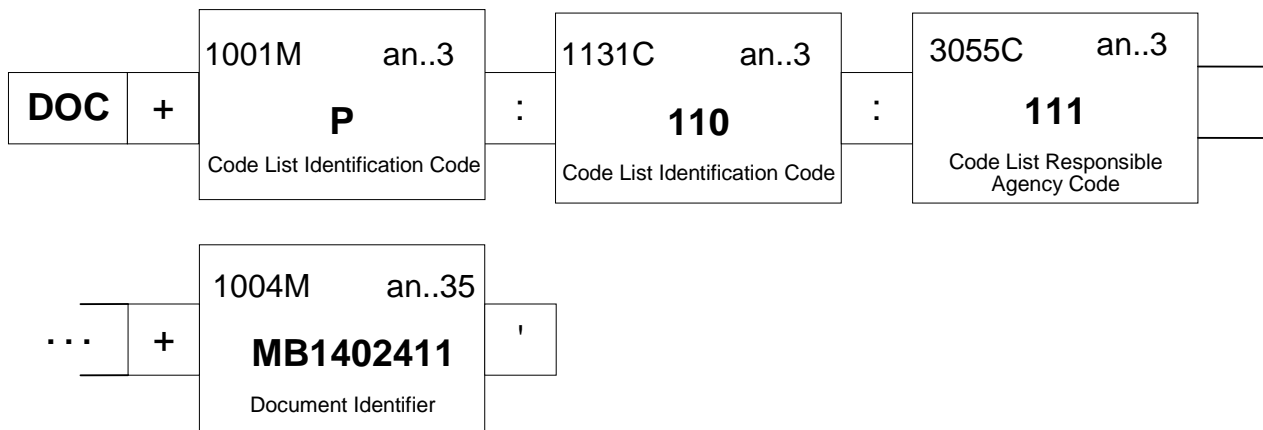 1001M an..3
1131C an..3
3055C an..3
DOC + P : 110 : 111
Code List Identification Code
Code List Identification Code
Code List Responsible
Agency Code
1004M an..35
... + MB1402411 '
Document Identifier